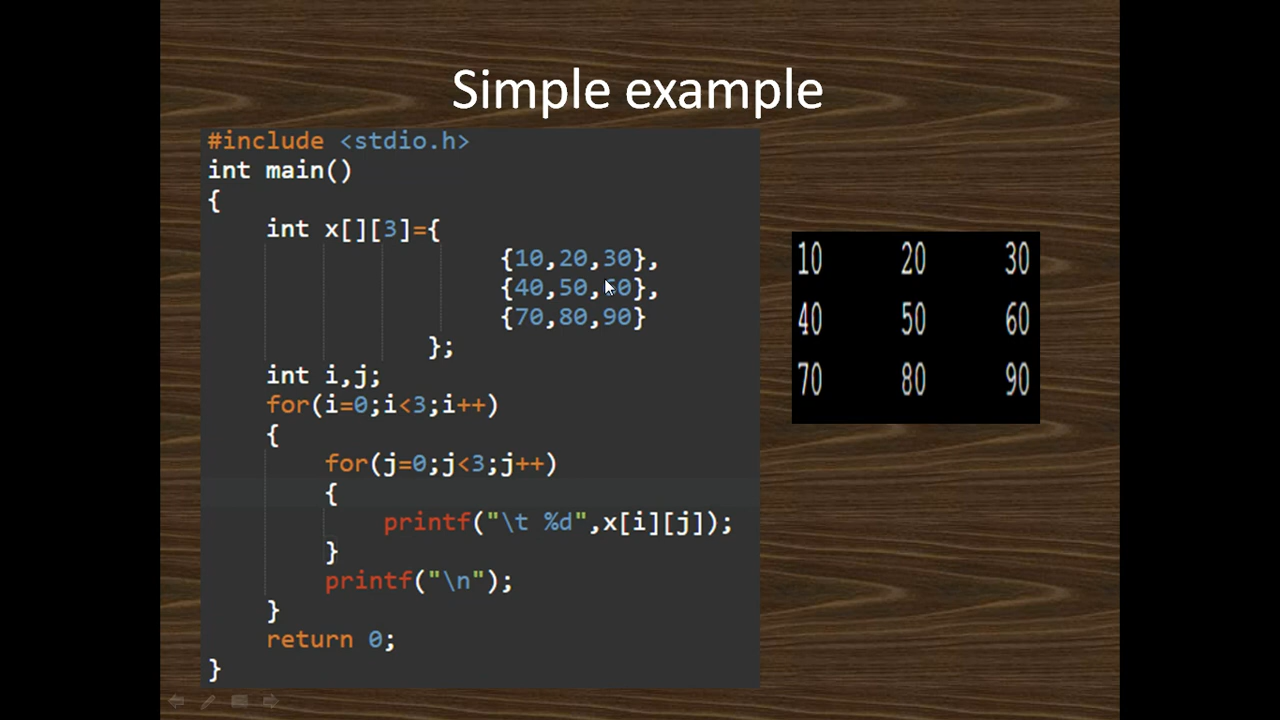 Simple example
#include <stdio.h>
int main()
{
int x[][3]={
{10,20,30},
{40,50,60},
{70,80,90}
};
int i,j;
for(i=0;i<3;i++)
{
for(j=0;j<3;j++)
{
printf("\t %d",x[i][j]);
}
printf("\n");
}
return 0;
}
10 20 30
40 50 60
70 80 90